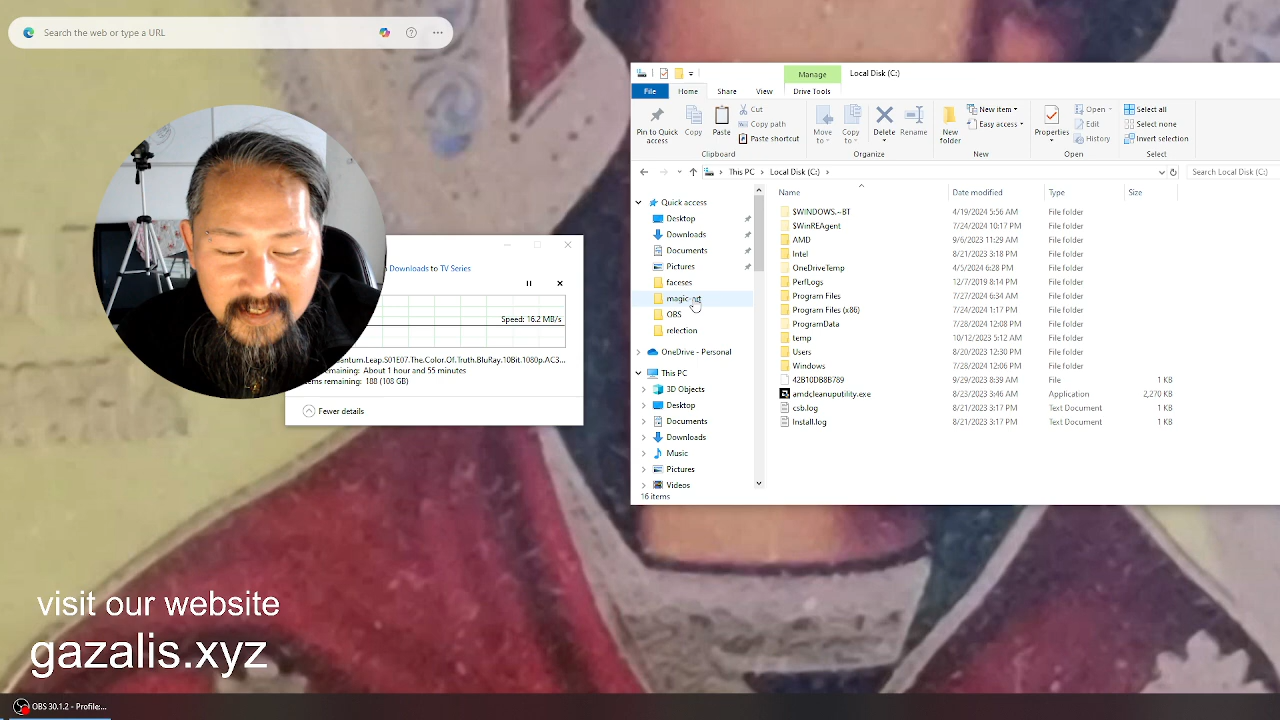 Search the web or type a URL
Manage
Local Disk (C:)
File
Home
Share
View
Drive Tools
Pin to Quick access
Copy
Paste
Cut
Copy path
Paste shortcut
Move to
Copy to
Delete
Rename
New folder
New item
Easy access
Properties
Open
Edit
History
Select all
Select none
Invert selection
Clipboard
Organize
New
Open
Select
This PC > Local Disk (C:) >
Search Local Disk (C:)
Quick access
Desktop
Downloads
Documents
Pictures
faceses
OBS
relection
OneDrive - Personal
This PC
3D Objects
Desktop
Documents
Downloads
Music
Pictures
Videos
16 items
Name Date modified Type Size
$WINDOWS.~BT 4/19/2024 5:56 AM File folder
$WinREAgent 7/24/2024 10:17 PM File folder
AMD 9/6/2023 11:29 AM File folder
Intel 8/21/2023 3:18 PM File folder
OneDriveTemp 4/5/2024 6:28 PM File folder
PerfLogs 12/7/2019 8:14 PM File folder
Program Files 7/27/2024 6:34 AM File folder
Program Files (x86) 7/24/2024 1:17 PM File folder
ProgramData 7/28/2024 12:08 PM File folder
temp 10/12/2023 5:12 AM File folder
Users 8/20/2023 12:30 PM File folder
Windows 7/28/2024 12:06 PM File folder
42B10DB8B789 9/29/2023 8:39 AM File 1 KB
amdcleanuputility.exe 8/23/2023 3:46 AM Application 2,270 KB
csb.log 8/21/2023 3:17 PM Text Document 1 KB
Install.log 8/21/2023 3:17 PM Text Document 1 KB
Downloads to TV Series
Speed: 16.2 MB/s
antum.Leap.S01E07.The.Color.Of.Truth.BluRay.10Bit.1080p.AC3...
remaining: About 1 hour and 55 minutes
remaining: 188 (108 GB)
Fewer details
visit our website
gazalis.xyz
OBS 30.1.2 - Profile:...